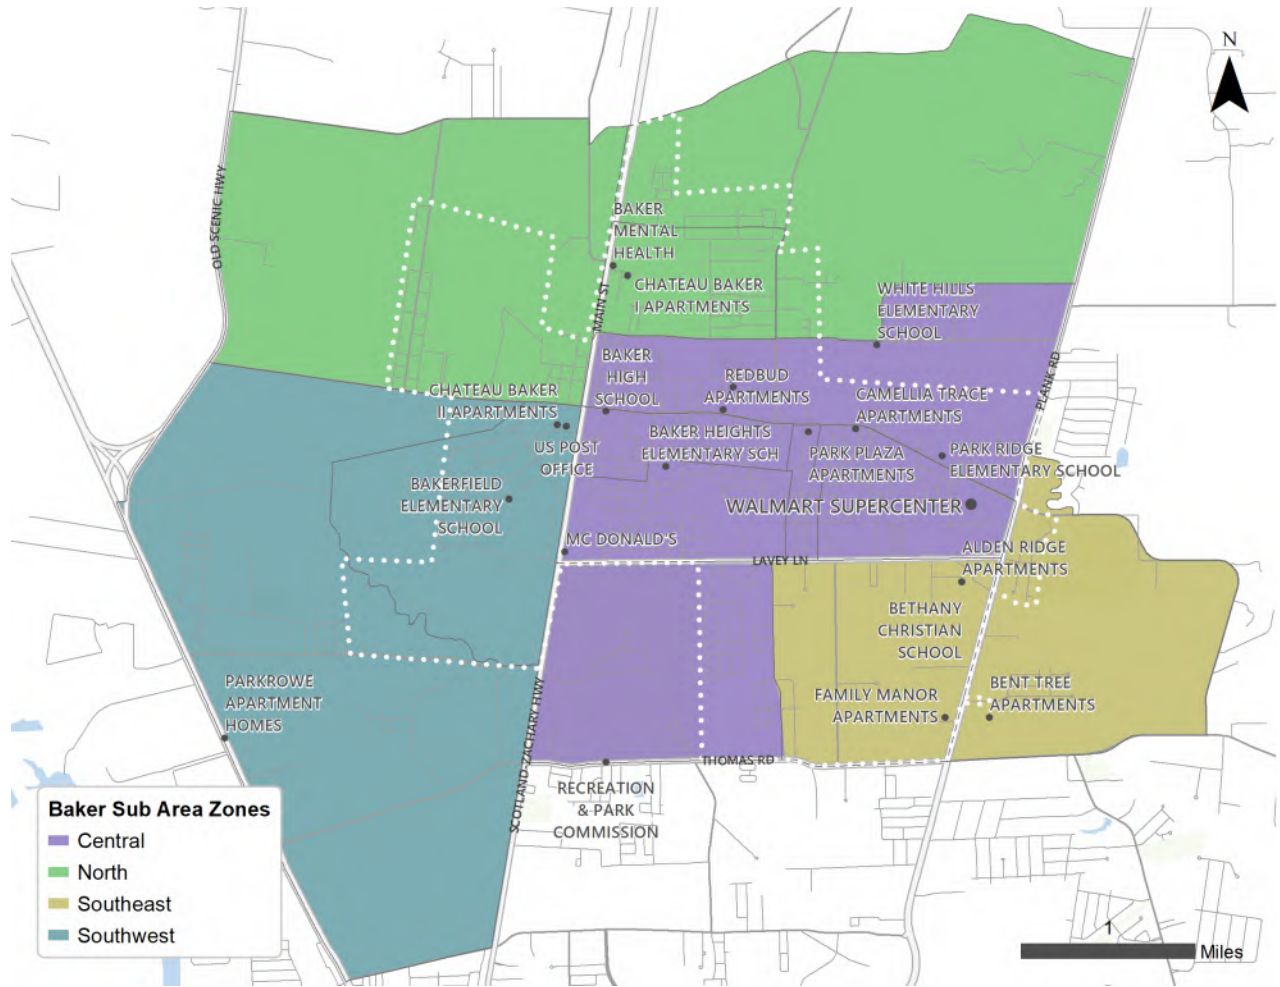 N
OLD SCENIC HWY
BAKER
MENTAL
HEALTH
CHATEAU BAKER
I APARTMENTS
WHITE HILLS
ELEMENTARY
SCHOOL
MAIN ST
BAKER
HIGH
SCHOOL
REDBUD
APARTMENTS
PLANK RD
CHATEAU BAKER
II APARTMENTS
CAMELLIA TRACE
APARTMENTS
US POST
OFFICE
BAKER HEIGHTS
ELEMENTARY SCH
PARK PLAZA
APARTMENTS
PARK RIDGE
ELEMENTARY SCHOOL
BAKERFIELD
ELEMENTARY
SCHOOL
WALMART SUPERCENTER
MC DONALD'S
LAVEY LN
ALDEN RIDGE
APARTMENTS
BETHANY
CHRISTIAN
SCHOOL
PARKROWE
APARTMENT
HOMES
SCOTLAND-ZACHARY HWY
FAMILY MANOR
APARTMENTS
BENT TREE
APARTMENTS
THOMAS RD
RECREATION
& PARK
COMMISSION
Baker Sub Area Zones
Central
North
Southeast
Southwest
1
Miles